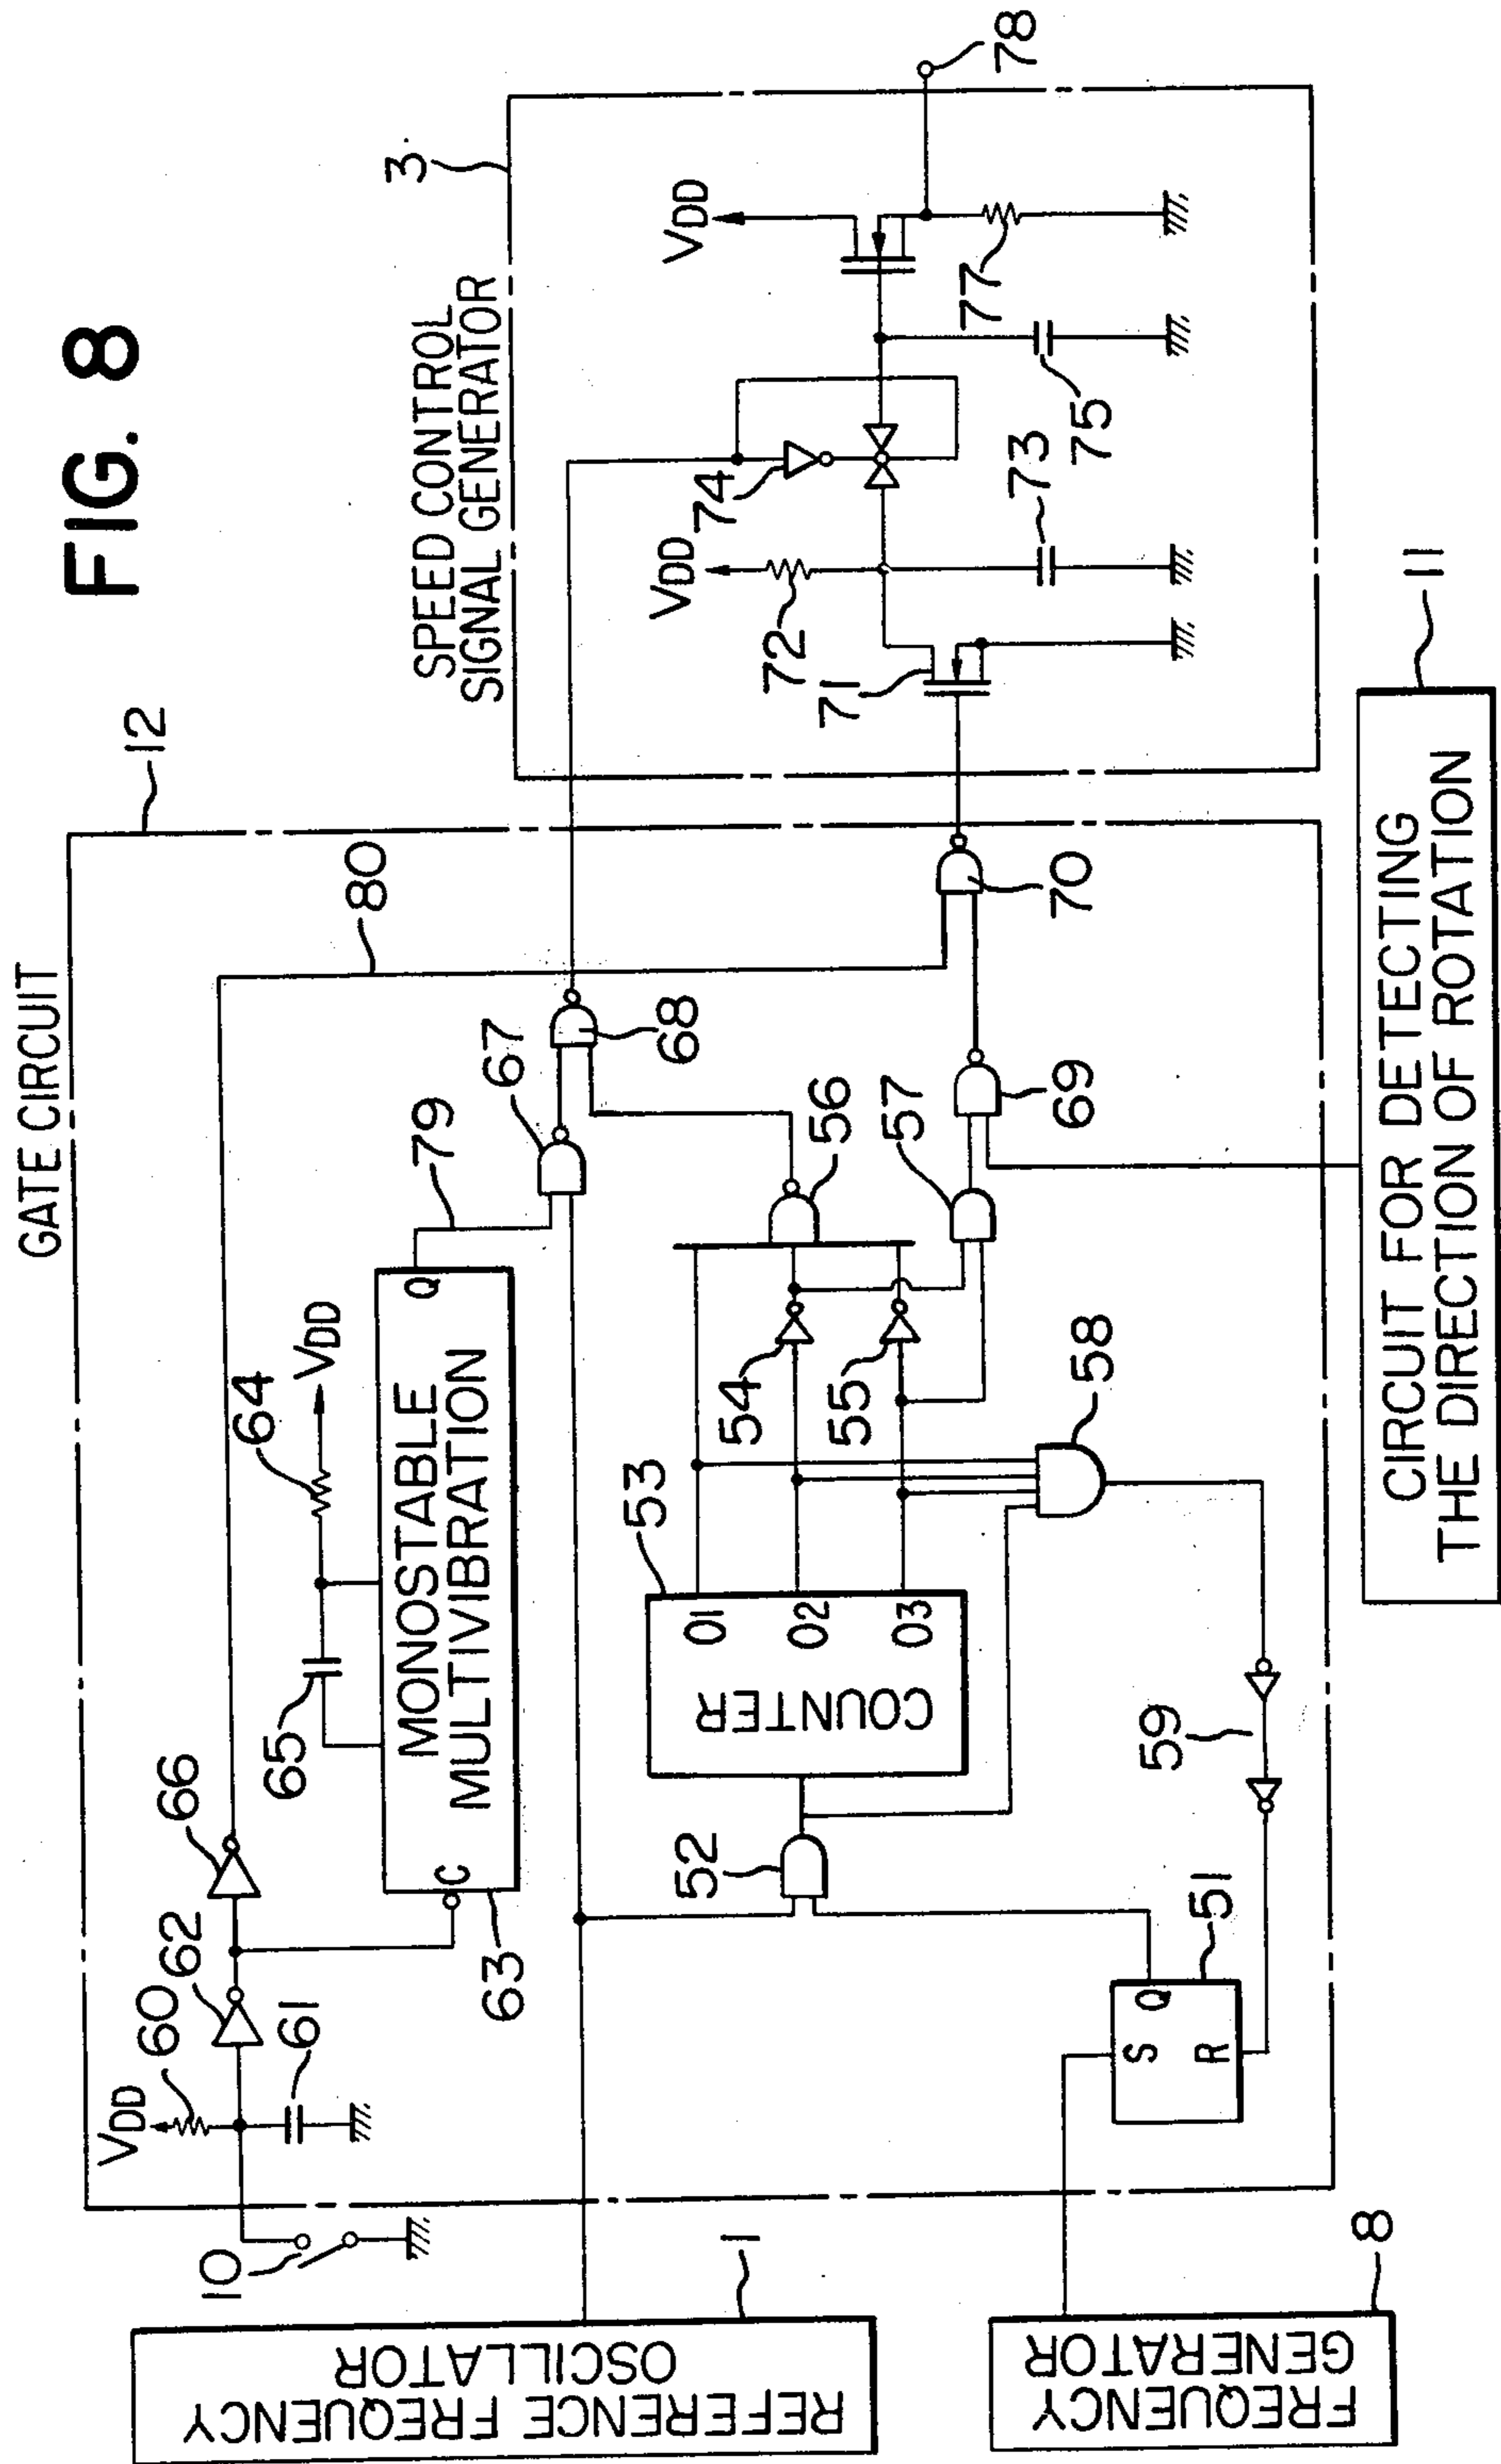 FIG. 8
GATE CIRCUIT
12
SPEED CONTROL
SIGNAL GENERATOR
3
VDD
60
62
61
66
80
10
65
64
VDD
MONOSTABLE
MULTIVIBRATION
C
Q
63
79
67
68
REFERENCE FREQUENCY
OSCILLATOR
1
52
53
COUNTER
O1
O2
O3
54
55
56
57
58
59
69
70
S
R
Q
51
FREQUENCY
GENERATOR
8
CIRCUIT FOR DETECTING
THE DIRECTION OF ROTATION
11
71
72
VDD
73
74
75
VDD
77
78